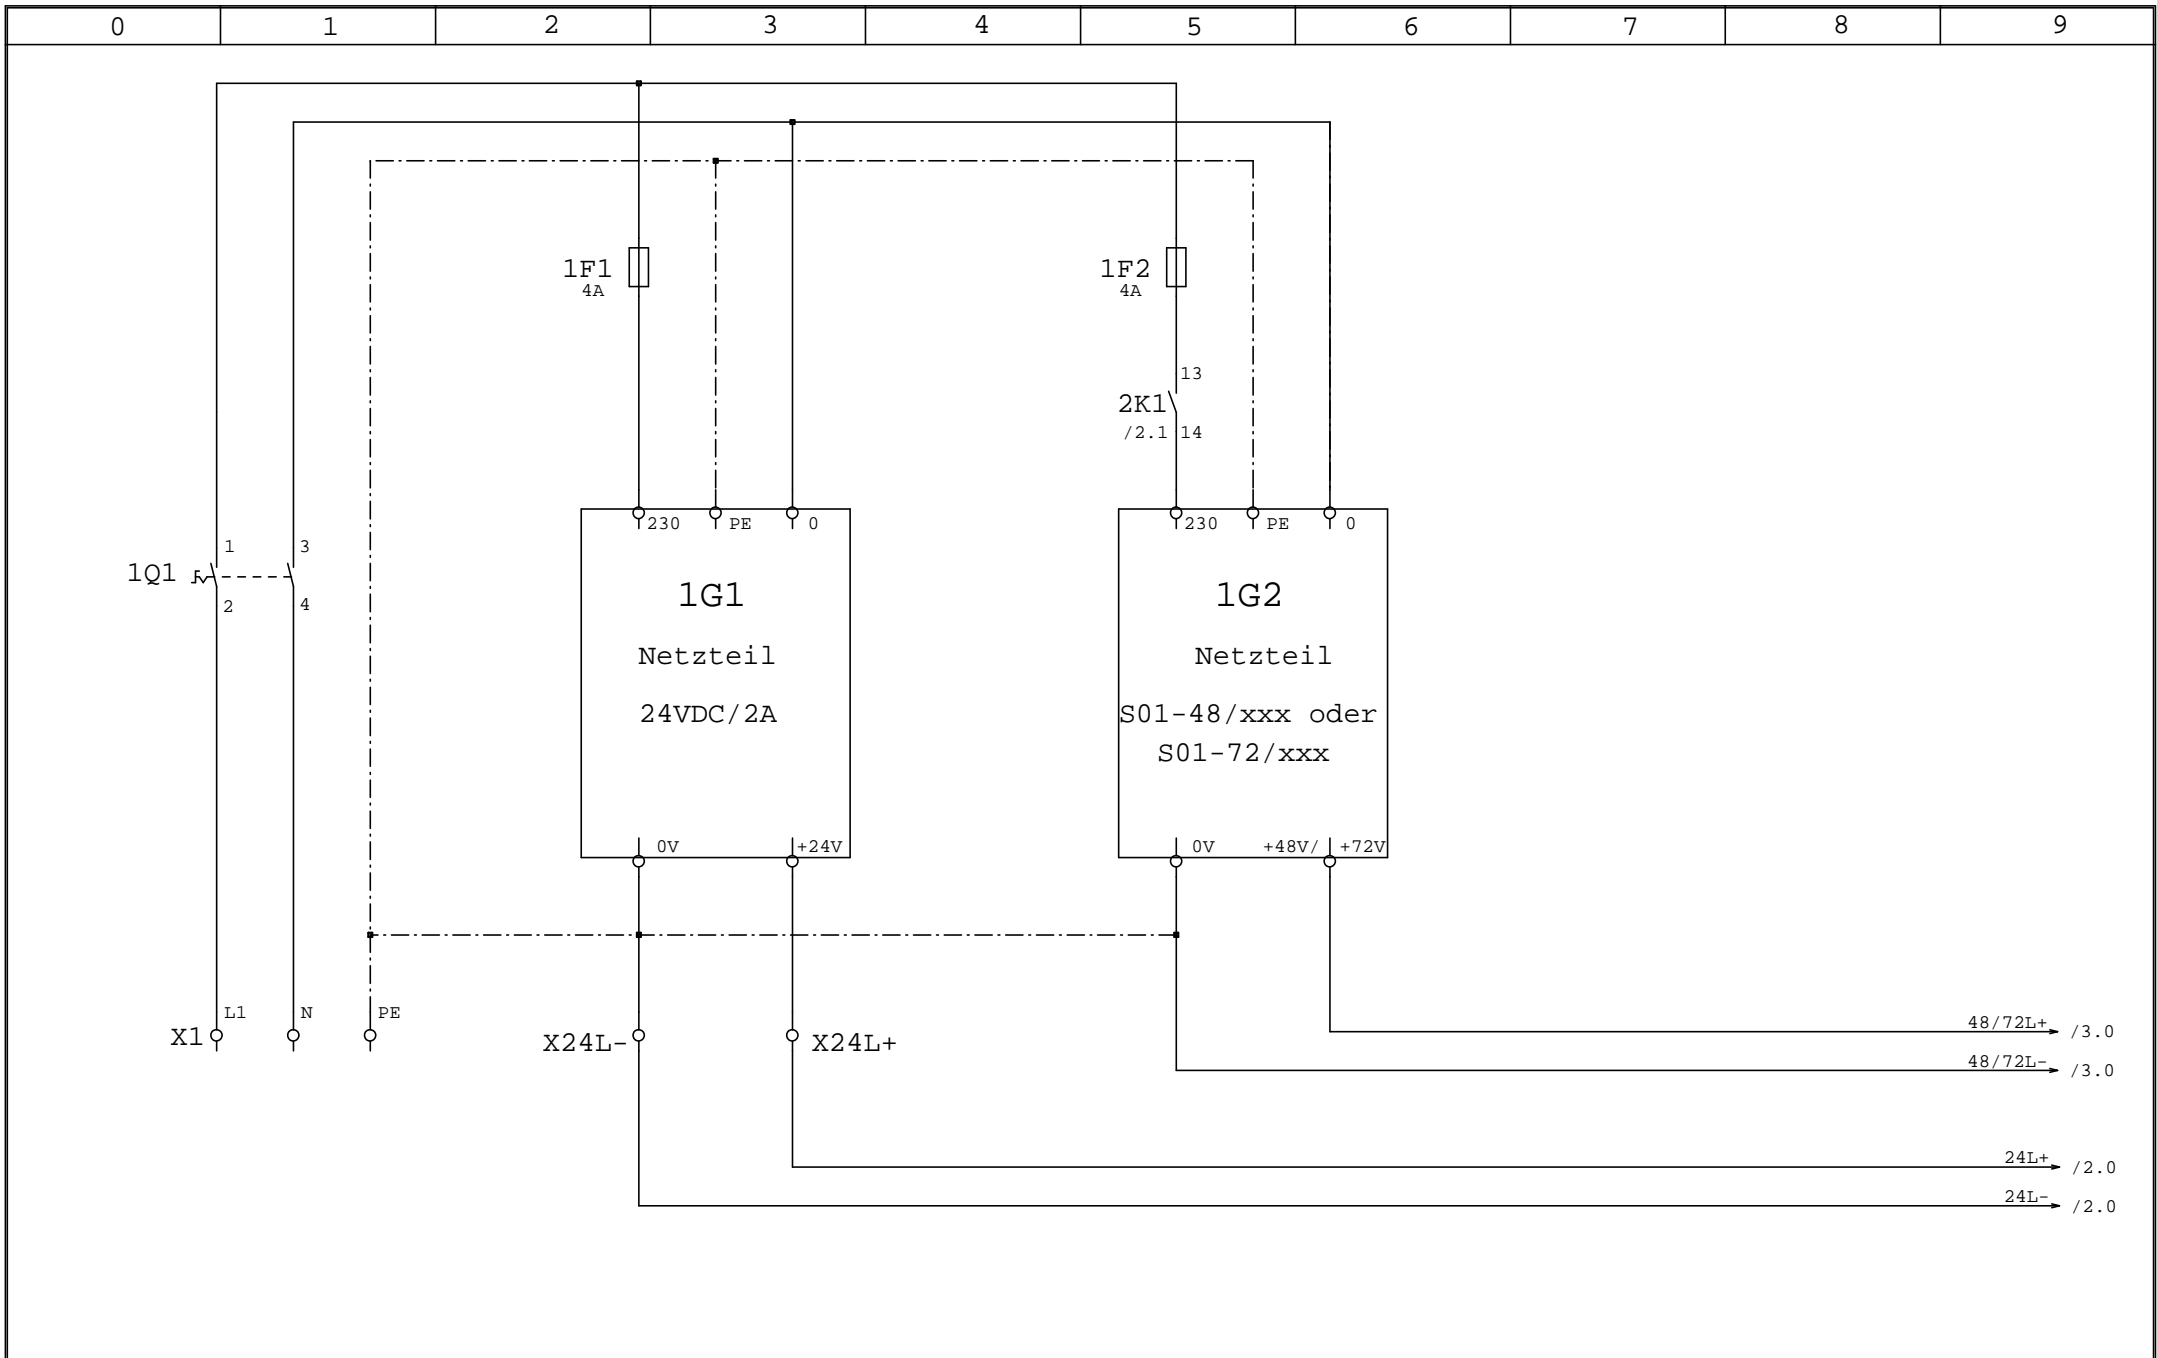 0 1 2 3 4 5 6 7 8 9
1F1
4A
1F2
4A
13
2K1
/2.1 14
230 PE 0
230 PE 0
1 3
1Q1
2 4
1G1
Netzteil
24VDC/2A
0V +24V
1G2
Netzteil
S01-48/xxx oder
S01-72/xxx
0V +48V/ +72V
L1 N PE
X1
X24L- X24L+
48/72L+ /3.0
48/72L- /3.0
24L+ /2.0
24L- /2.0